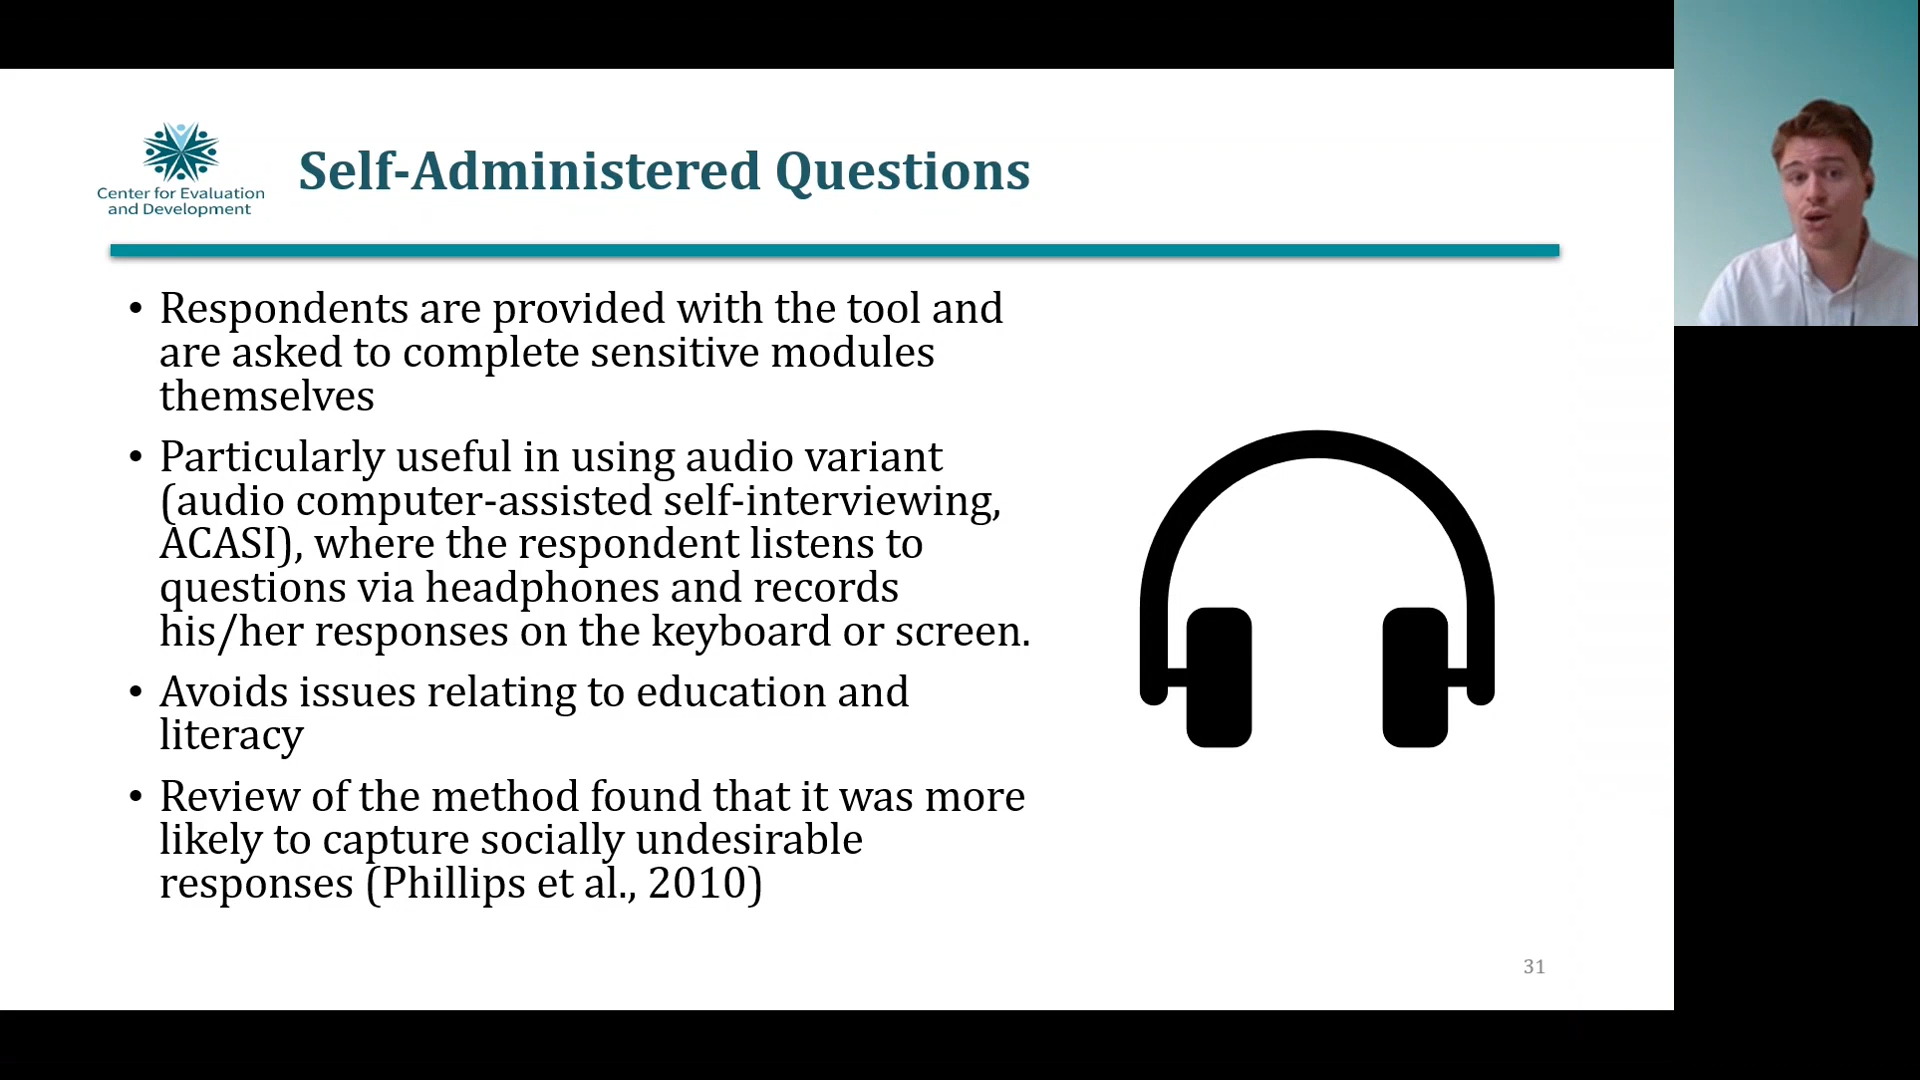 Center for Evaluation
and Development
Self-Administered Questions
• Respondents are provided with the tool and
are asked to complete sensitive modules
themselves
• Particularly useful in using audio variant
(audio computer-assisted self-interviewing,
ACASI), where the respondent listens to
questions via headphones and records
his/her responses on the keyboard or screen.
• Avoids issues relating to education and
literacy
• Review of the method found that it was more
likely to capture socially undesirable
responses (Phillips et al., 2010)
31